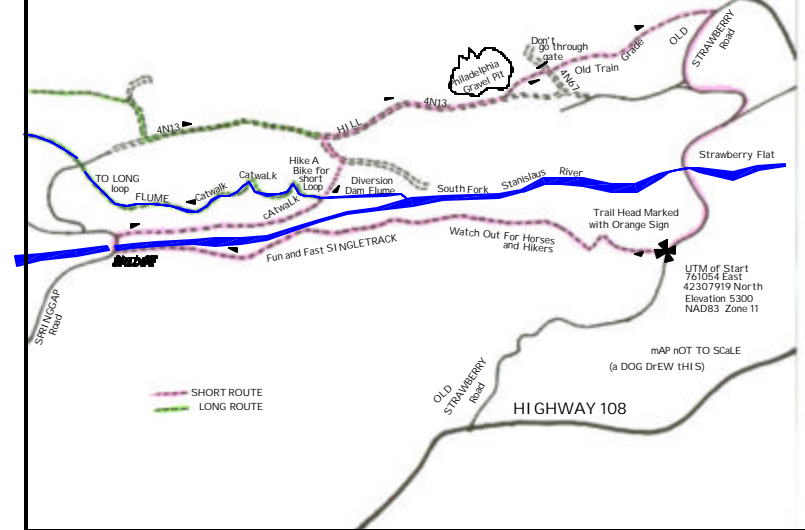 Don't
go through
gate
OLD
STRAWBERRY
Road
Philadelphia
Gravel Pit
Old Train Grade
4N67
4N13
HILL
4N13
Strawberry Flat
Hike A
Bike for
short
Loop
CatwaLk
TO LONG
loop
FLUME
Catwalk
cAtwaLk
Diversion
Dam Flume
South Fork Stanislaus River
Trail Head Marked
with Orange Sign
Watch Out For Horses
and Hikers
Fun and Fast SINGLETRACK
SPRINGGAP
Road
UTM of Start
761054 East
42307919 North
Elevation 5300
NAD83 Zone 11
mAP nOT TO SCaLE
(a DOG DrEW tHIS)
OLD
STRAWBERRY
Road
SHORT ROUTE
LONG ROUTE
HIGHWAY 108